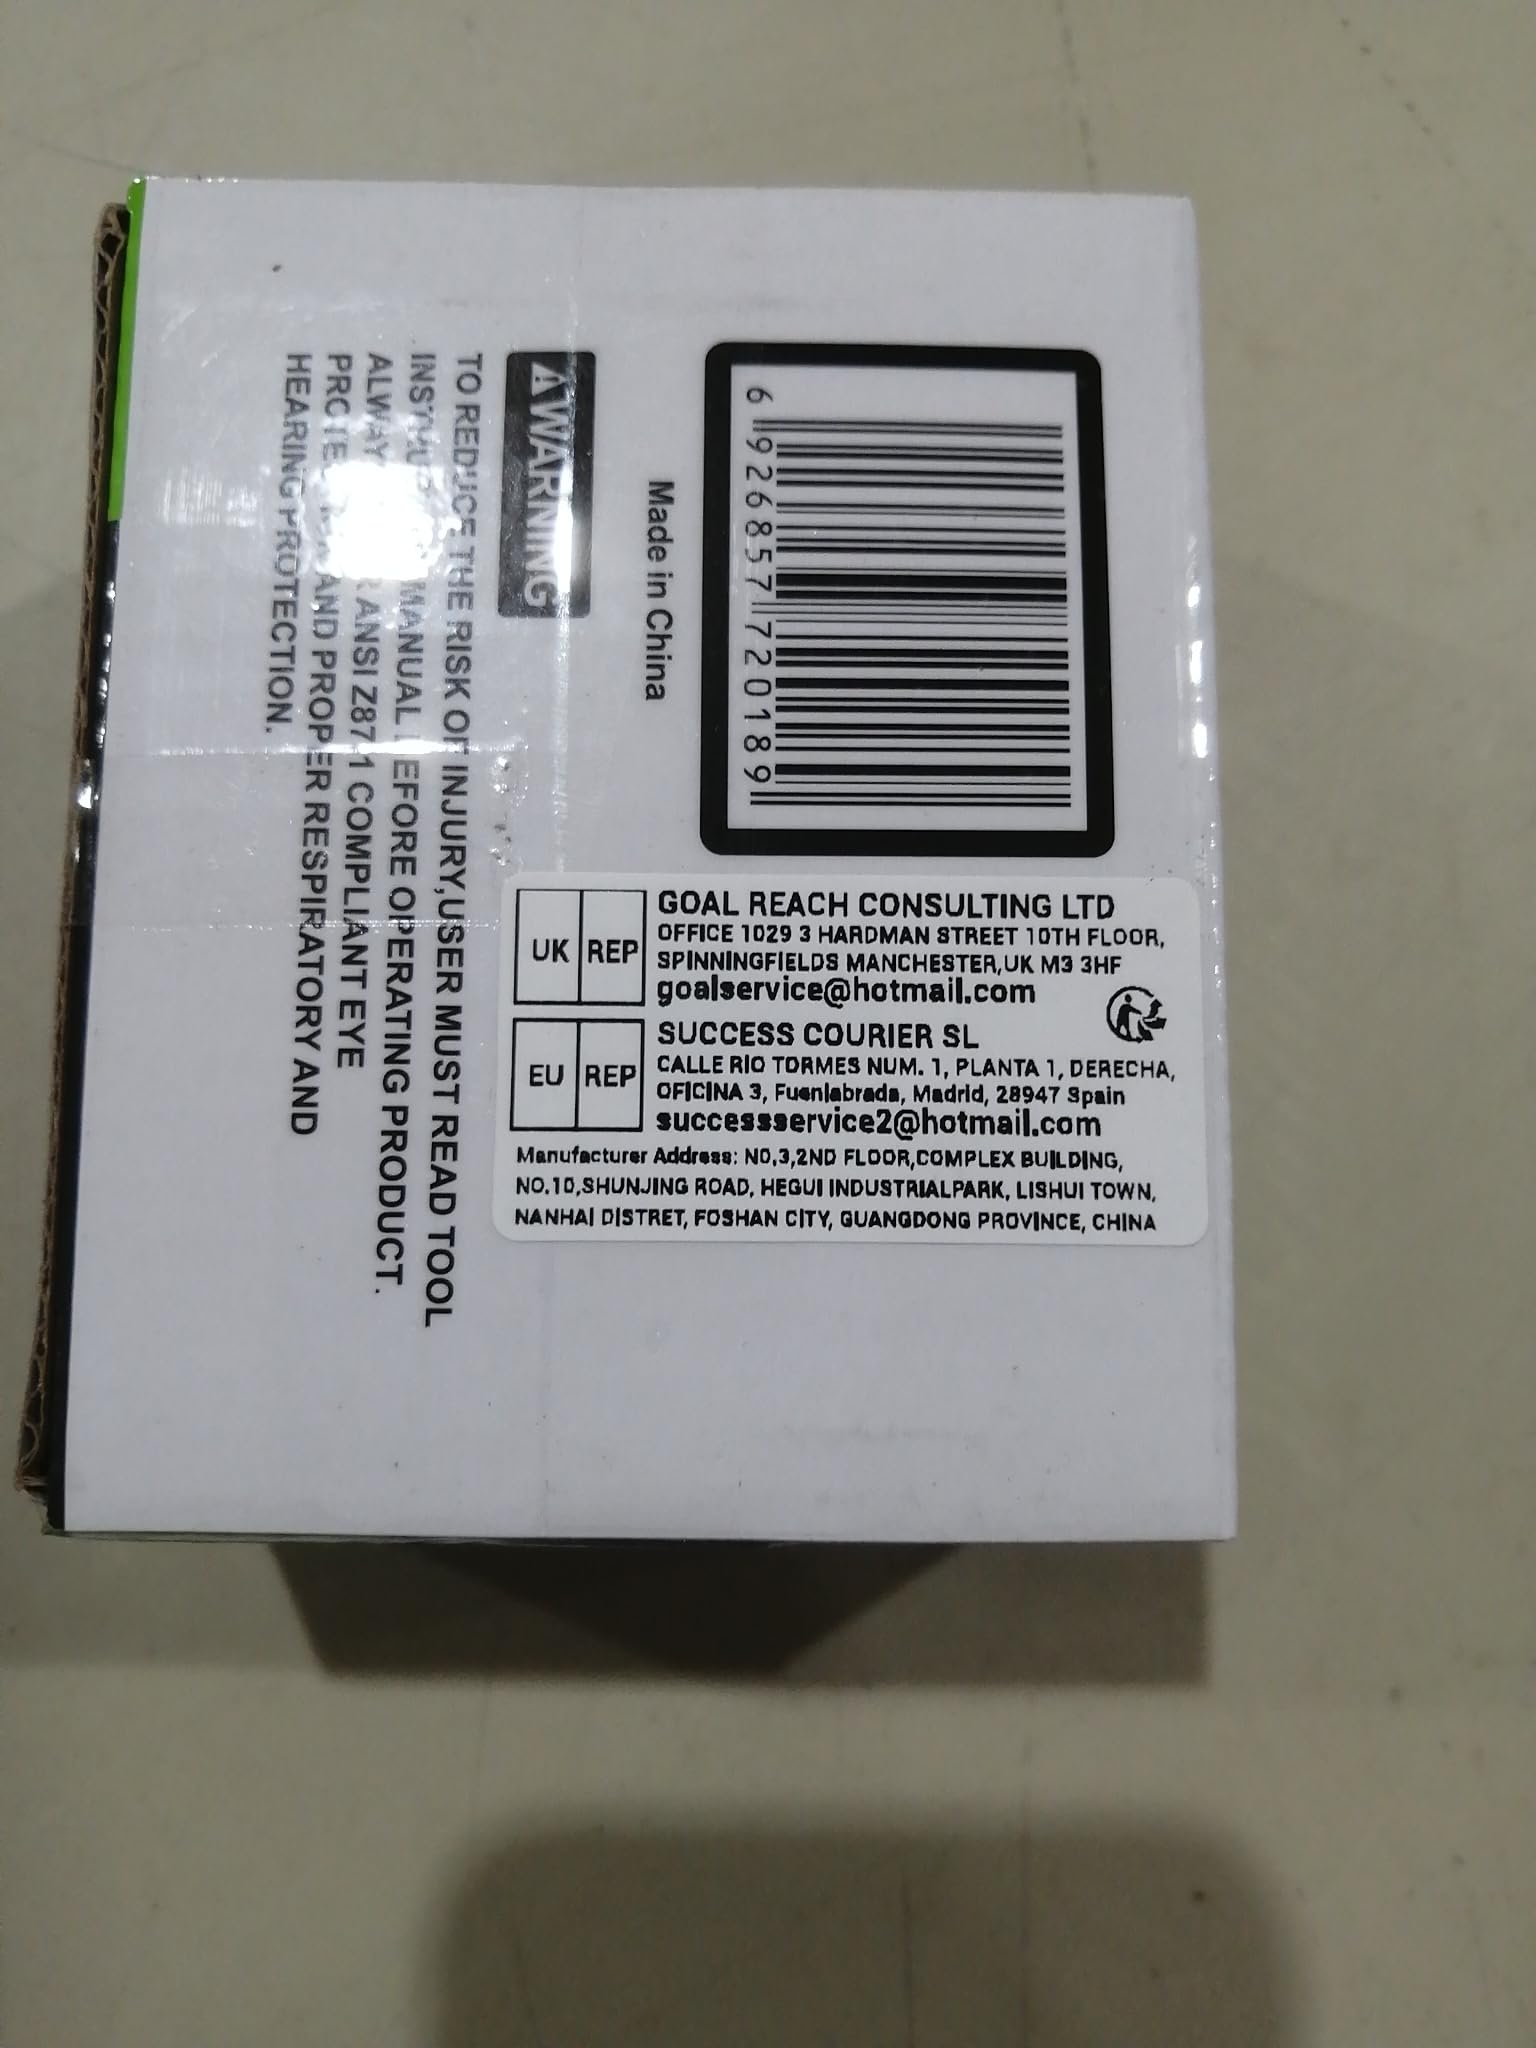 6 926857 720189
Made in China
WARNING
TO REDUCE THE RISK OF INJURY,USER MUST READ TOOL
MANUAL BEFORE OPERATING PRODUCT.
ALWAYS ANSI Z87.1 COMPLIANT EYE
AND PROPER RESPIRATORY AND
HEARING PROTECTION.
UK REP
GOAL REACH CONSULTING LTD
OFFICE 1029 3 HARDMAN STREET 10TH FLOOR,
SPINNINGFIELDS MANCHESTER,UK M3 3HF
goalservice@hotmail.com
EU REP
SUCCESS COURIER SL
CALLE RIO TORMES NUM. 1, PLANTA 1, DERECHA,
OFICINA 3, Fuenlabrada, Madrid, 28947 Spain
successservice2@hotmail.com
Manufacturer Address: NO,3,2ND FLOOR,COMPLEX BUILDING,
NO.10,SHUNJING ROAD, HEGUI INDUSTRIALPARK, LISHUI TOWN,
NANHAI DISTRET, FOSHAN CITY, GUANGDONG PROVINCE, CHINA